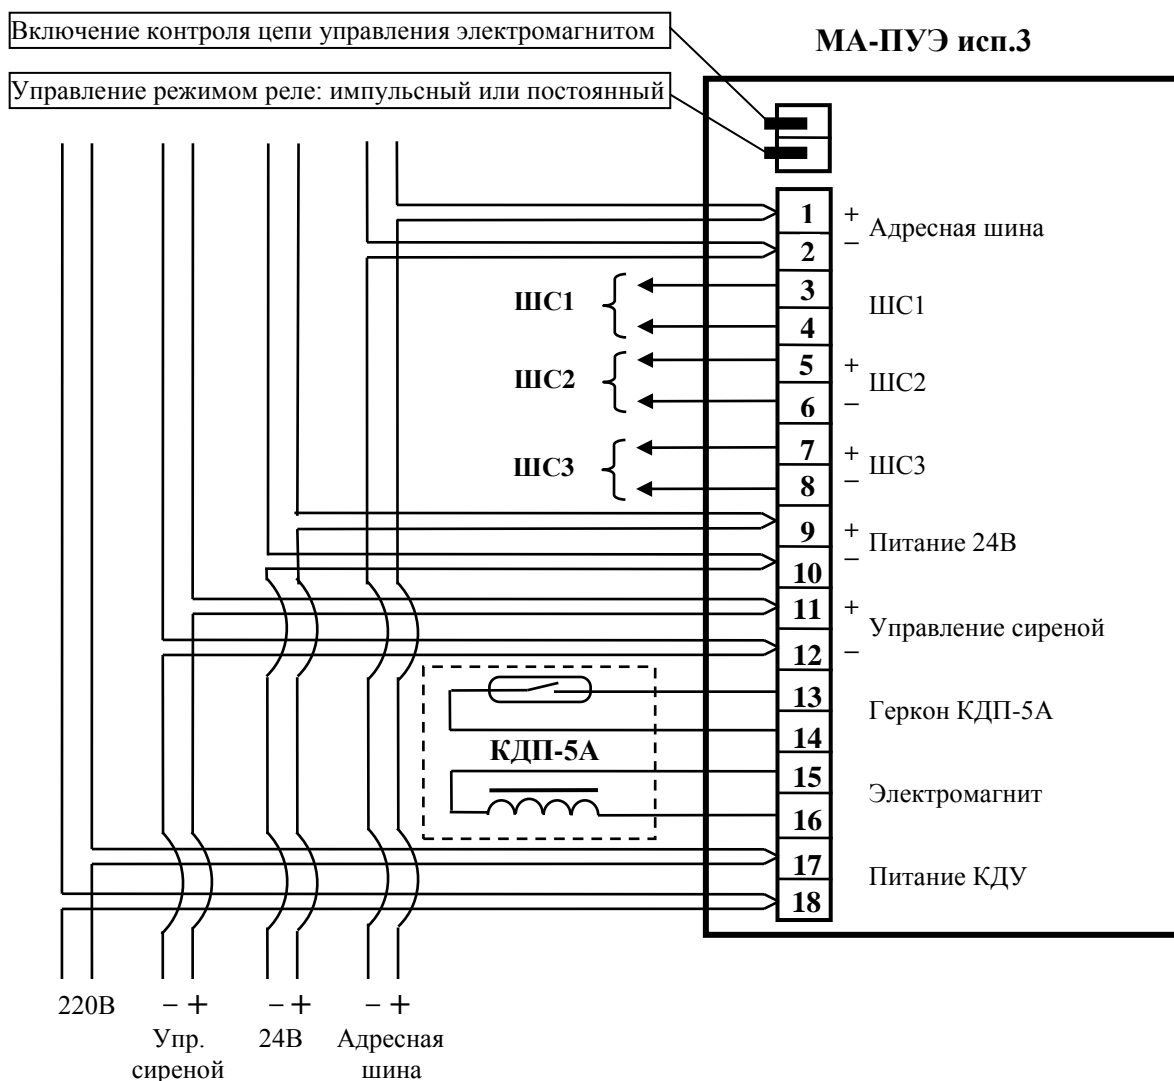 Включение контроля цепи управления электромагнитом
МА-ПУЭ исп.3
Управление режимом реле: импульсный или постоянный
1 +
Адресная шина
2 −
ШС1
3
ШС1
4
ШС2
5 +
ШС2
6 −
ШС3
7 +
ШС3
8 −
9 +
Питание 24В
10 −
11 +
Управление сиреной
12 −
13
Геркон КДП-5А
14
КДП-5А
15
Электромагнит
16
17
Питание КДУ
18
220В − + − + − +
Упр. 24В Адресная
сиреной шина